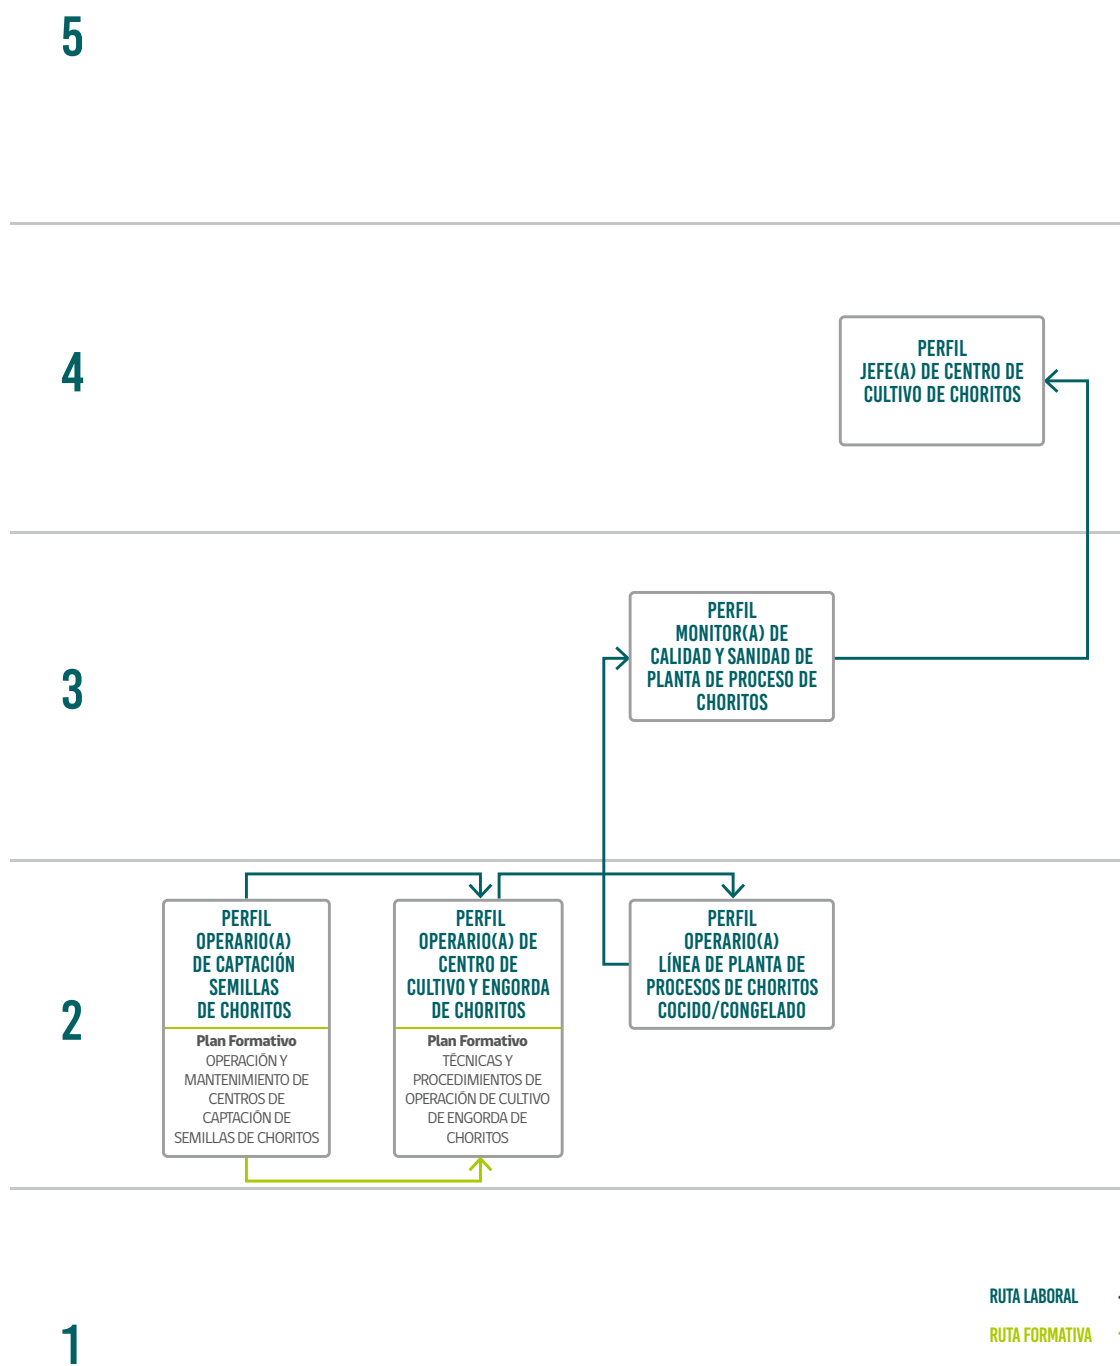 5
4
PERFIL
JEFE(A) DE CENTRO DE
CULTIVO DE CHORITOS
3
PERFIL
MONITOR(A) DE
CALIDAD Y SANIDAD DE
PLANTA DE PROCESO DE
CHORITOS
2
PERFIL
OPERARIO(A)
DE CAPTACIÓN
SEMILLAS
DE CHORITOS
Plan Formativo
OPERACIÓN Y
MANTENIMIENTO DE
CENTROS DE
CAPTACIÓN DE
SEMILLAS DE CHORITOS
PERFIL
OPERARIO(A) DE
CENTRO DE
CULTIVO Y ENGORDA
DE CHORITOS
Plan Formativo
TÉCNICAS Y
PROCEDIMIENTOS DE
OPERACIÓN DE CULTIVO
DE ENGORDA DE
CHORITOS
PERFIL
OPERARIO(A)
LÍNEA DE PLANTA DE
PROCESOS DE CHORITOS
COCIDO/CONGELADO
1
RUTA LABORAL
RUTA FORMATIVA